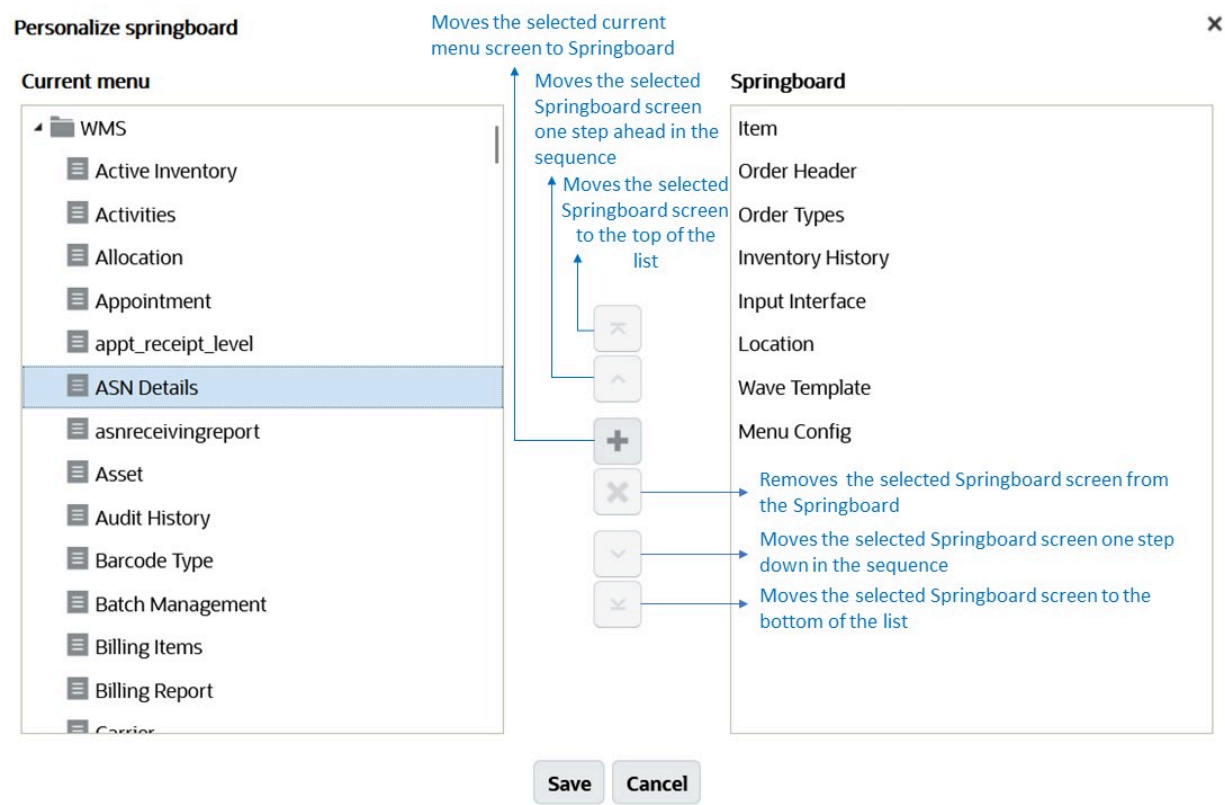 Personalize springboard
Current menu
WMS
Active Inventory
Activities
Allocation
Appointment
appt_receipt_level
ASN Details
asnreceivingreport
Asset
Audit History
Barcode Type
Batch Management
Billing Items
Billing Report
Carrier
Moves the selected current
menu screen to Springboard
Moves the selected
Springboard screen
one step ahead in the
sequence
Moves the selected
Springboard screen
to the top of the
list
Springboard
Item
Order Header
Order Types
Inventory History
Input Interface
Location
Wave Template
Menu Config
Removes the selected Springboard screen from
the Springboard
Moves the selected Springboard screen one step
down in the sequence
Moves the selected Springboard screen to the
bottom of the list
Save
Cancel